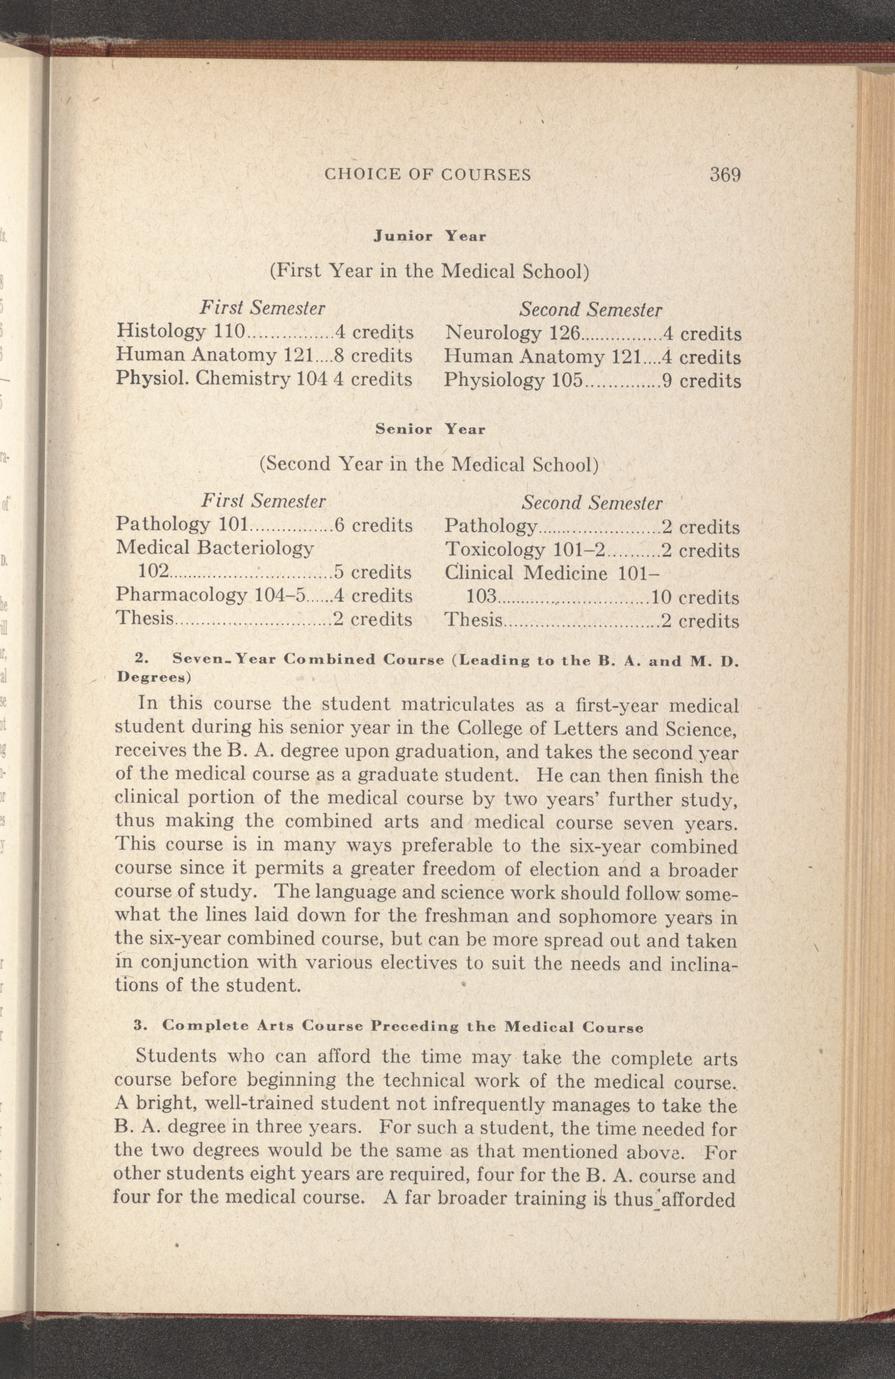 CHOICE OF COURSES 369
Junior Year
(First Year in the Medical School)
First Semester
Histology 110...............4 credits
Human Anatomy 121....8 credits
Physiol. Chemistry 104 4 credits
Second Semester
Neurology 126...............4 credits
Human Anatomy 121....4 credits
Physiology 105..............9 credits
Senior Year
(Second Year in the Medical School)
First Semester
Pathology 101................6 credits
Medical Bacteriology
102..............................5 credits
Pharmacology 104–5......4 credits
Thesis.............................2 credits
Second Semester
Pathology.......................2 credits
Toxicology 101–2..........2 credits
Clinical Medicine 101–
103.............................10 credits
Thesis.............................2 credits
2. Seven-Year Combined Course (Leading to the B. A. and M. D.
Degrees)
In this course the student matriculates as a first-year medical
student during his senior year in the College of Letters and Science,
receives the B. A. degree upon graduation, and takes the second year
of the medical course as a graduate student. He can then finish the
clinical portion of the medical course by two years' further study,
thus making the combined arts and medical course seven years.
This course is in many ways preferable to the six-year combined
course since it permits a greater freedom of election and a broader
course of study. The language and science work should follow some-
what the lines laid down for the freshman and sophomore years in
the six-year combined course, but can be more spread out and taken
in conjunction with various electives to suit the needs and inclina-
tions of the student.
3. Complete Arts Course Preceding the Medical Course
Students who can afford the time may take the complete arts
course before beginning the technical work of the medical course.
A bright, well-trained student not infrequently manages to take the
B. A. degree in three years. For such a student, the time needed for
the two degrees would be the same as that mentioned above. For
other students eight years are required, four for the B. A. course and
four for the medical course. A far broader training is thus afforded